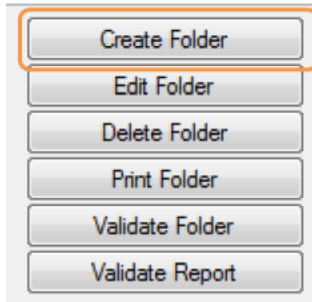 Create Folder
Edit Folder
Delete Folder
Print Folder
Validate Folder
Validate Report